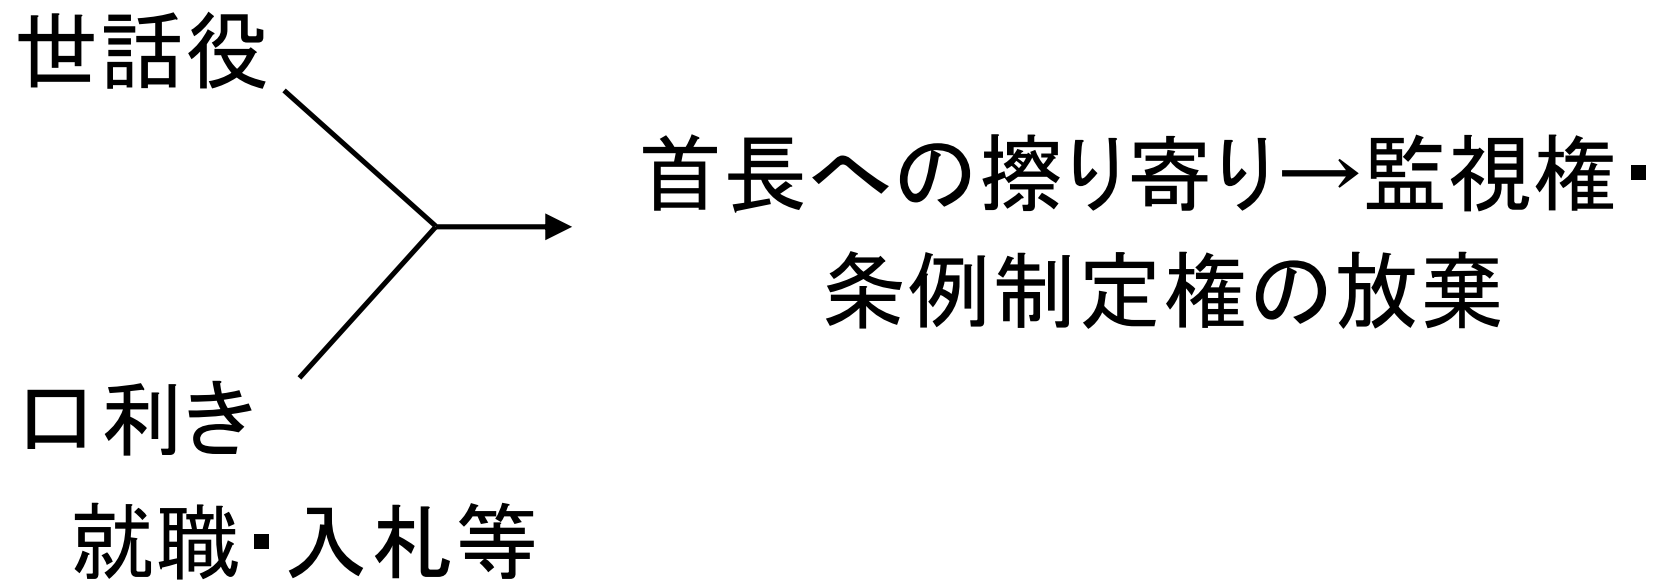 世話役
首長への擦り寄り→監視権・
条例制定権の放棄
口利き
就職・入札等